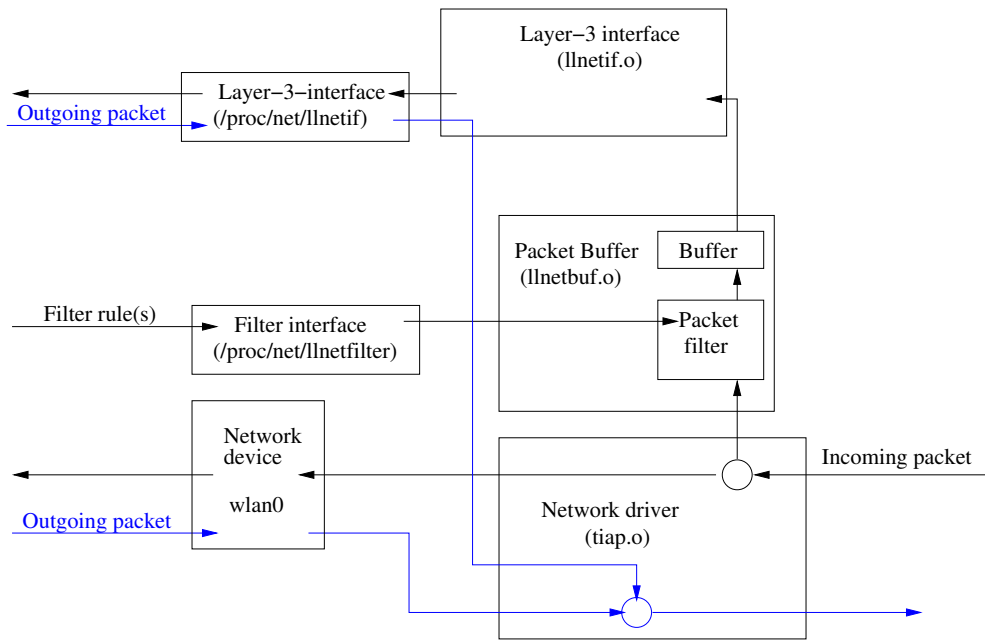 Layer−3 interface
(llnetif.o)
Layer−3−interface
(/proc/net/llnetif)
Outgoing packet
Packet Buffer
(llnetbuf.o)
Buffer
Filter rule(s)
Filter interface
(/proc/net/llnetfilter)
Packet
filter
Network
device
wlan0
Incoming packet
Outgoing packet
Network driver
(tiap.o)